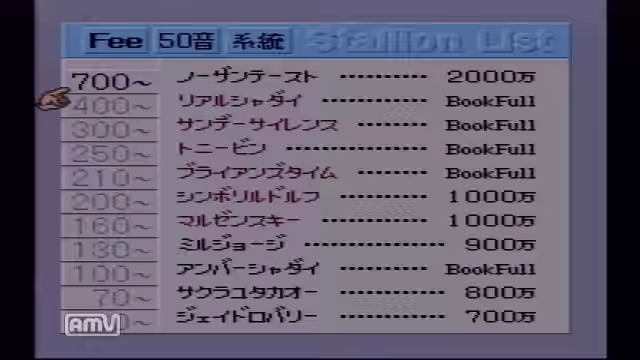 Fee 50音 系統 Stallion List
700~ ノーザンテースト ・・・・・・・・・・ 2000万
400~ リアルシャダイ ・・・・・・・・・・ BookFull
300~ サンデーサイレンス ・・・・・・・・ BookFull
250~ トニービン ・・・・・・・・・・・・・・・・ BookFull
210~ ブライアンズタイム ・・・・・・・・ BookFull
200~ シンボリルドルフ ・・・・・・・・・・ 1000万
160~ マルゼンスキー ・・・・・・・・・・ 1000万
130~ ミルジョージ ・・・・・・・・・・・・・・・・ 900万
100~ アンバーシャダイ ・・・・・・・・・・ BookFull
70~ サクラユタカオー ・・・・・・・・・・・・ 800万
0~ ジェイドロバリー ・・・・・・・・・・・・ 700万
AMV